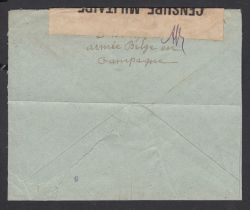 CENSURE MILITAIRE
armée Belge en
Campagne